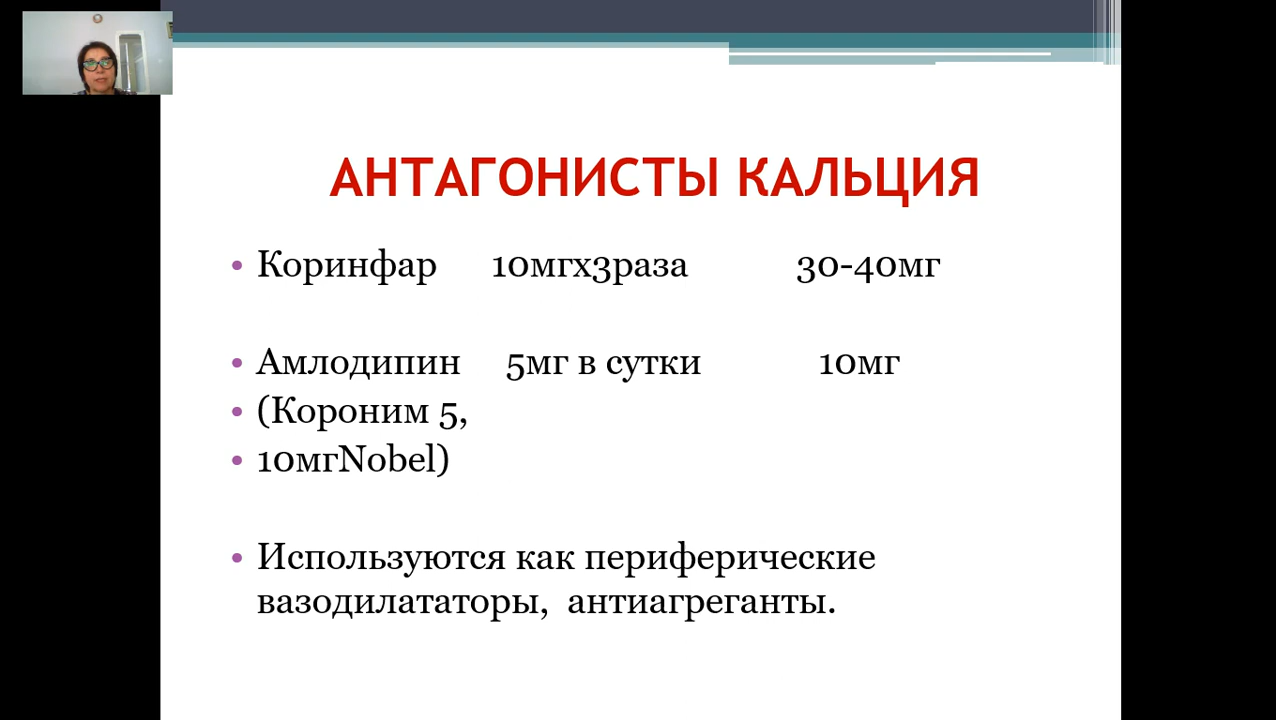 АНТАГОНИСТЫ КАЛЬЦИЯ
• Коринфар 10мгх3раза 30-40мг
• Амлодипин 5мг в сутки 10мг
• (Короним 5,
• 10мгNobel)
• Используются как периферические
вазодилататоры, антиагреганты.